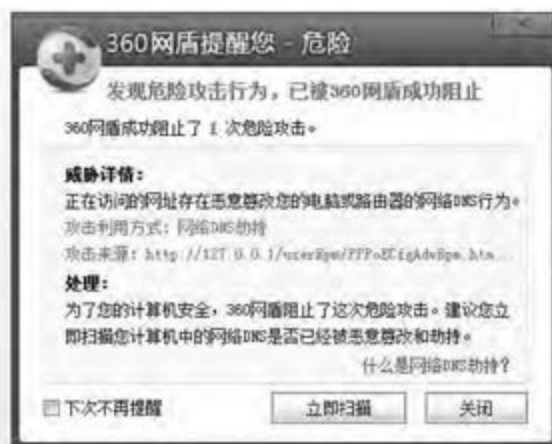 360网盾提醒您 - 危险
发现危险攻击行为，已被360网盾成功阻止
360网盾成功阻止了 1 次危险攻击。
威胁详情：
正在访问的网址存在恶意篡改您的电脑或路由器的网络DNS行为。
攻击利用方式：网络DNS劫持
攻击来源：http://127.0.0.1/userRpm/PPPoECfgAdvRpm.htm...
处理：
为了您的计算机安全，360网盾阻止了这次危险攻击。建议您立
即扫描您计算机中的网络DNS是否已经被恶意篡改和劫持。
什么是网络DNS劫持?
下次不再提醒
立即扫描
关闭